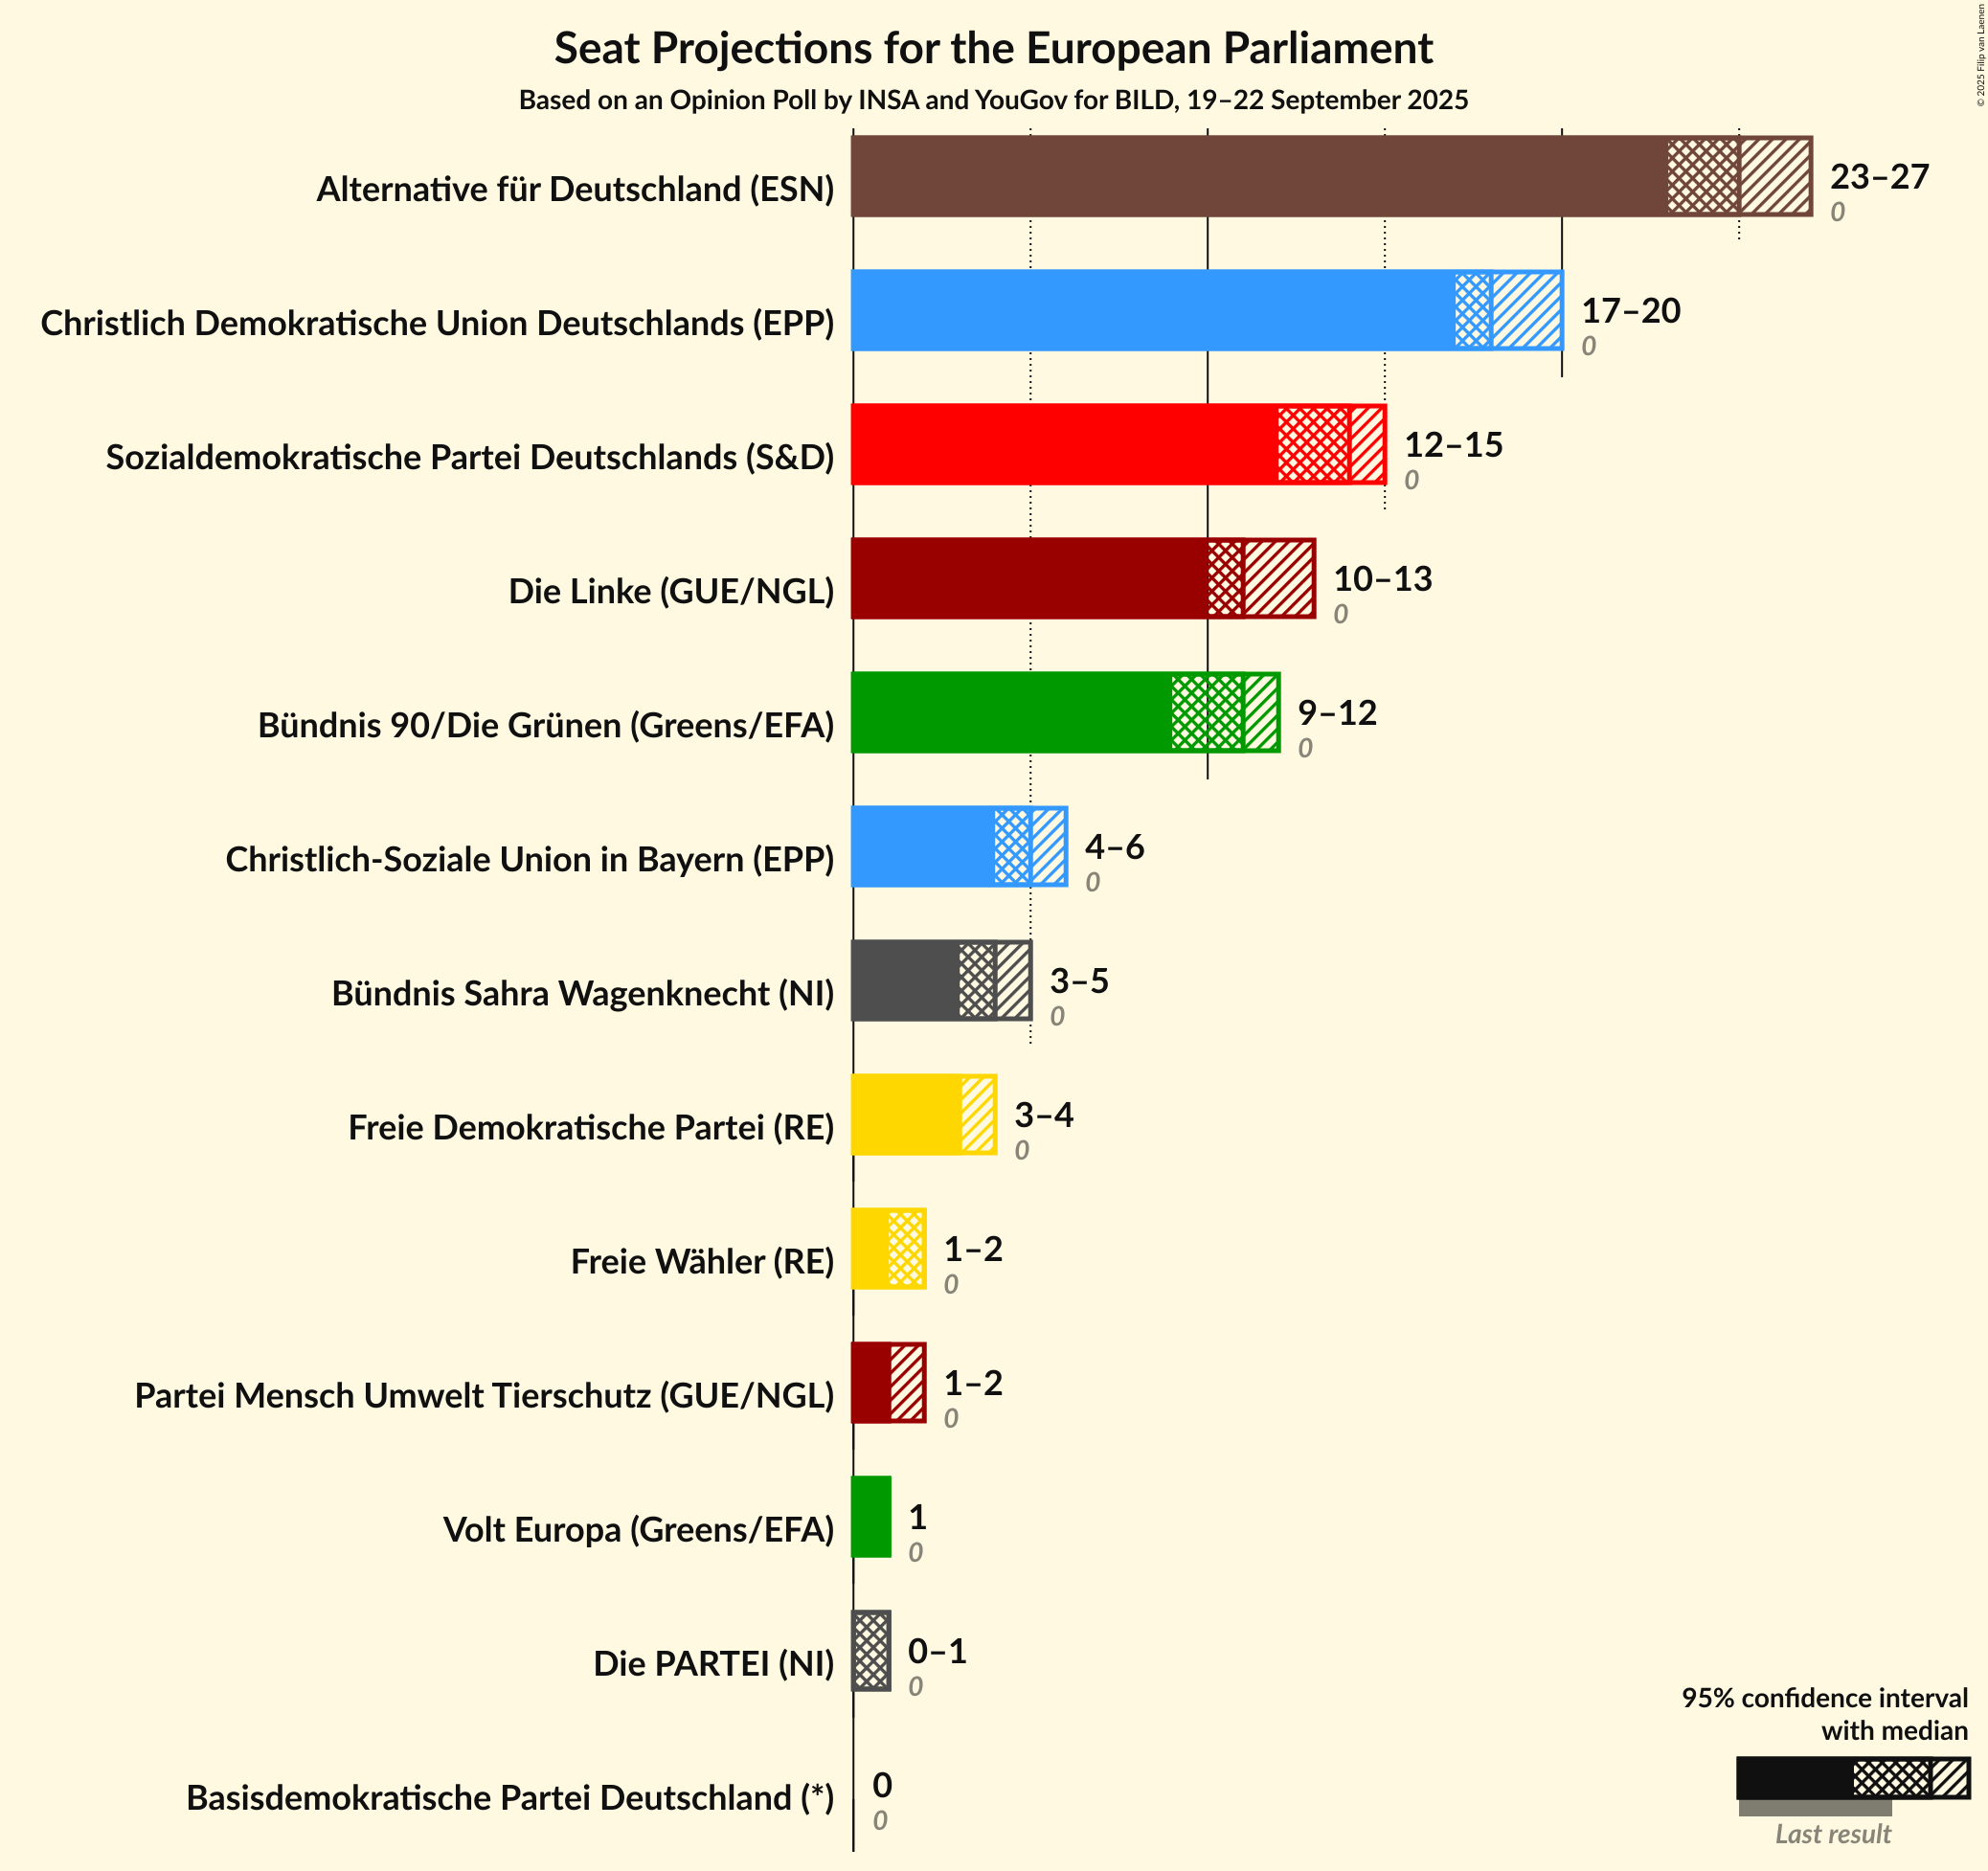 Seat Projections for the European Parliament
Based on an Opinion Poll by INSA and YouGov for BILD, 19–22 September 2025
© 2025 Filip van Laenen
Alternative für Deutschland (ESN)
23–27
0
Christlich Demokratische Union Deutschlands (EPP)
17–20
0
Sozialdemokratische Partei Deutschlands (S&D)
12–15
0
Die Linke (GUE/NGL)
10–13
0
Bündnis 90/Die Grünen (Greens/EFA)
9–12
0
Christlich-Soziale Union in Bayern (EPP)
4–6
0
Bündnis Sahra Wagenknecht (NI)
3–5
0
Freie Demokratische Partei (RE)
3–4
0
Freie Wähler (RE)
1–2
0
Partei Mensch Umwelt Tierschutz (GUE/NGL)
1–2
0
Volt Europa (Greens/EFA)
1
0
Die PARTEI (NI)
0–1
0
Basisdemokratische Partei Deutschland (*)
0
0
95% confidence interval
with median
Last result